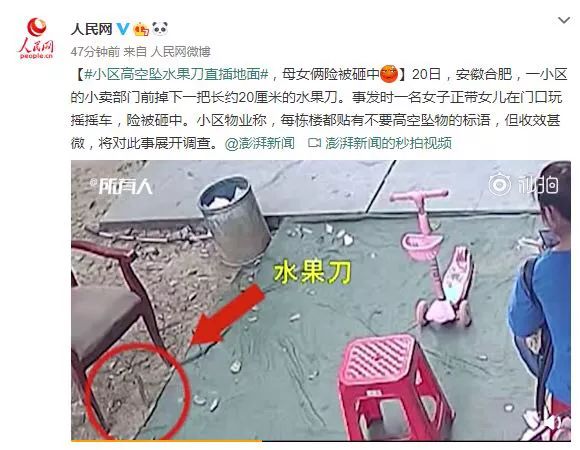 人民网
47分钟前 来自 人民网微博
【#小区高空坠水果刀直插地面#，母女俩险被砸中】20日，安徽合肥，一小区
的小卖部门前掉下一把长约20厘米的水果刀。事发时一名女子正带女儿在门口玩
摇摇车，险被砸中。小区物业称，每栋楼都贴有不要高空坠物的标语，但收效甚
微，将对此事展开调查。@澎湃新闻 澎湃新闻的秒拍视频
人民网
people.cn
@所有人
秒拍
水果刀